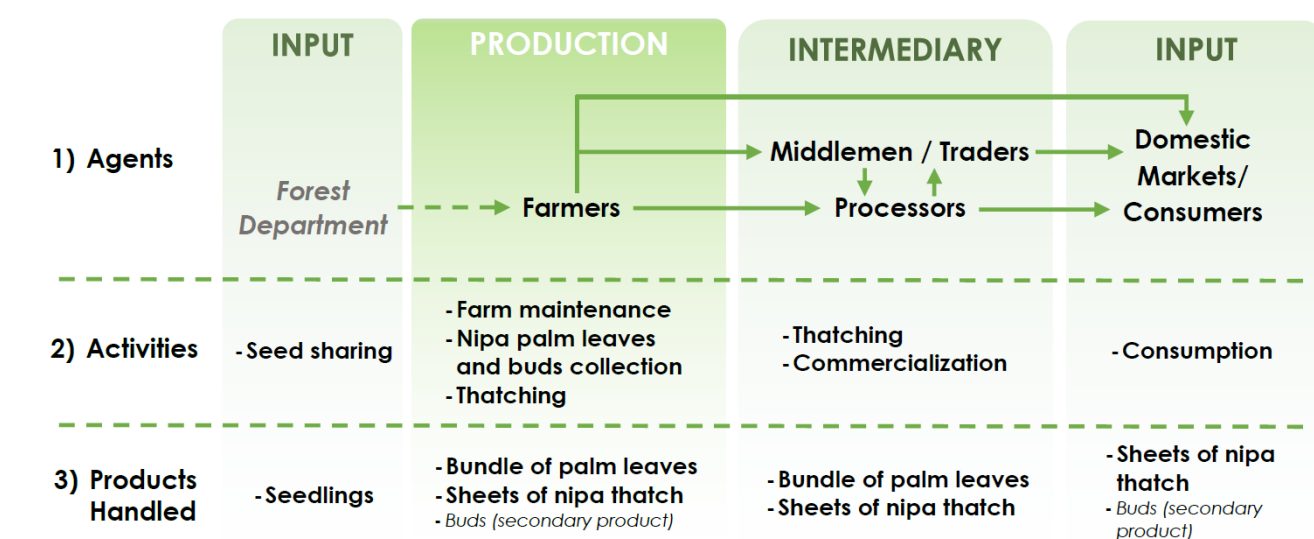 INPUT
PRODUCTION
INTERMEDIARY
INPUT
1) Agents
Forest
Department
Farmers
Middlemen / Traders
Processors
Domestic
Markets/
Consumers
2) Activities
- Seed sharing
- Farm maintenance
- Nipa palm leaves
and buds collection
- Thatching
- Thatching
- Commercialization
- Consumption
3) Products
Handled
- Seedlings
- Bundle of palm leaves
- Sheets of nipa thatch
- Buds (secondary product)
- Bundle of palm leaves
- Sheets of nipa thatch
- Sheets of nipa
thatch
- Buds (secondary
product)